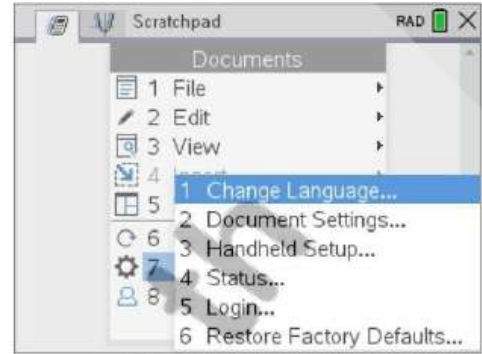 Scratchpad RAD
Documents
1 File
2 Edit
3 View
4
5
6
7
8
1 Change Language...
2 Document Settings...
3 Handheld Setup...
4 Status...
5 Login...
6 Restore Factory Defaults...